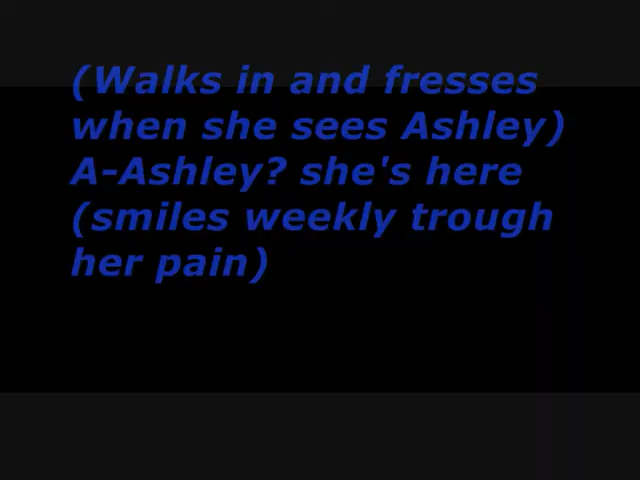 (Walks in and fresses
when she sees Ashley)
A-Ashley? she's here
(smiles weekly trough
her pain)